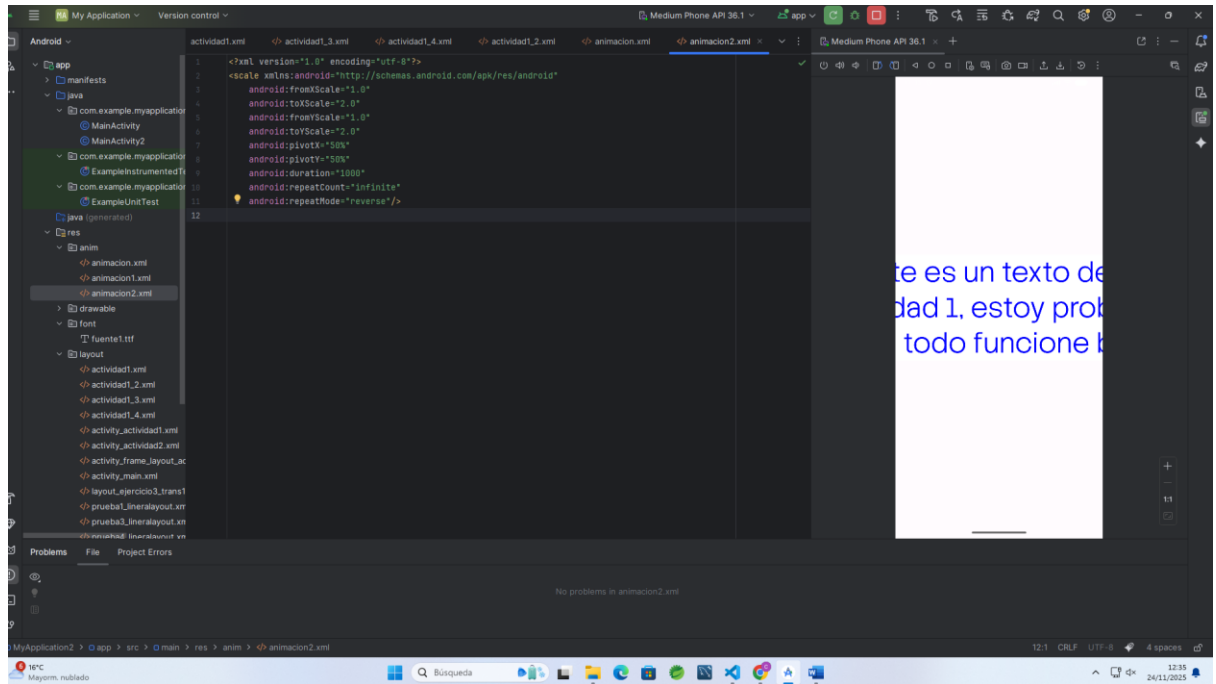 My Application
Version control
Medium Phone API 36.1
app
Android
actividad1.xml
actividad1_3.xml
actividad1_4.xml
actividad1_2.xml
animacion.xml
animacion2.xml
Medium Phone API 36.1
app
manifests
java
com.example.myapplication
MainActivity
MainActivity2
com.example.myapplication
ExampleInstrumentedTe
com.example.myapplication
ExampleUnitTest
java (generated)
res
anim
animacion.xml
animacion1.xml
animacion2.xml
drawable
font
fuente1.ttf
layout
actividad1.xml
actividad1_2.xml
actividad1_3.xml
actividad1_4.xml
activity_actividad1.xml
activity_actividad2.xml
activity_frame_layout_ac
activity_main.xml
layout_ejercicio3_trans1
prueba1_lineralayout.xm
prueba3_lineralayout.xm
prueba4_lineralayout.xm
1 <?xml version="1.0" encoding="utf-8"?>
2 <scale xmlns:android="http://schemas.android.com/apk/res/android"
3 android:fromXScale="1.0"
4 android:toXScale="2.0"
5 android:fromYScale="1.0"
6 android:toYScale="2.0"
7 android:pivotX="50%"
8 android:pivotY="50%"
9 android:duration="1000"
10 android:repeatCount="infinite"
11 android:repeatMode="reverse"/>
12
te es un texto de
dad 1, estoy prob
todo funcione b
1:1
Problems File Project Errors
No problems in animacion2.xml
MyApplication2 > app > src > main > res > anim > animacion2.xml
12:1 CRLF UTF-8 4 spaces
6
16°C
Mayorm. nublado
Búsqueda
12:35
24/11/2025